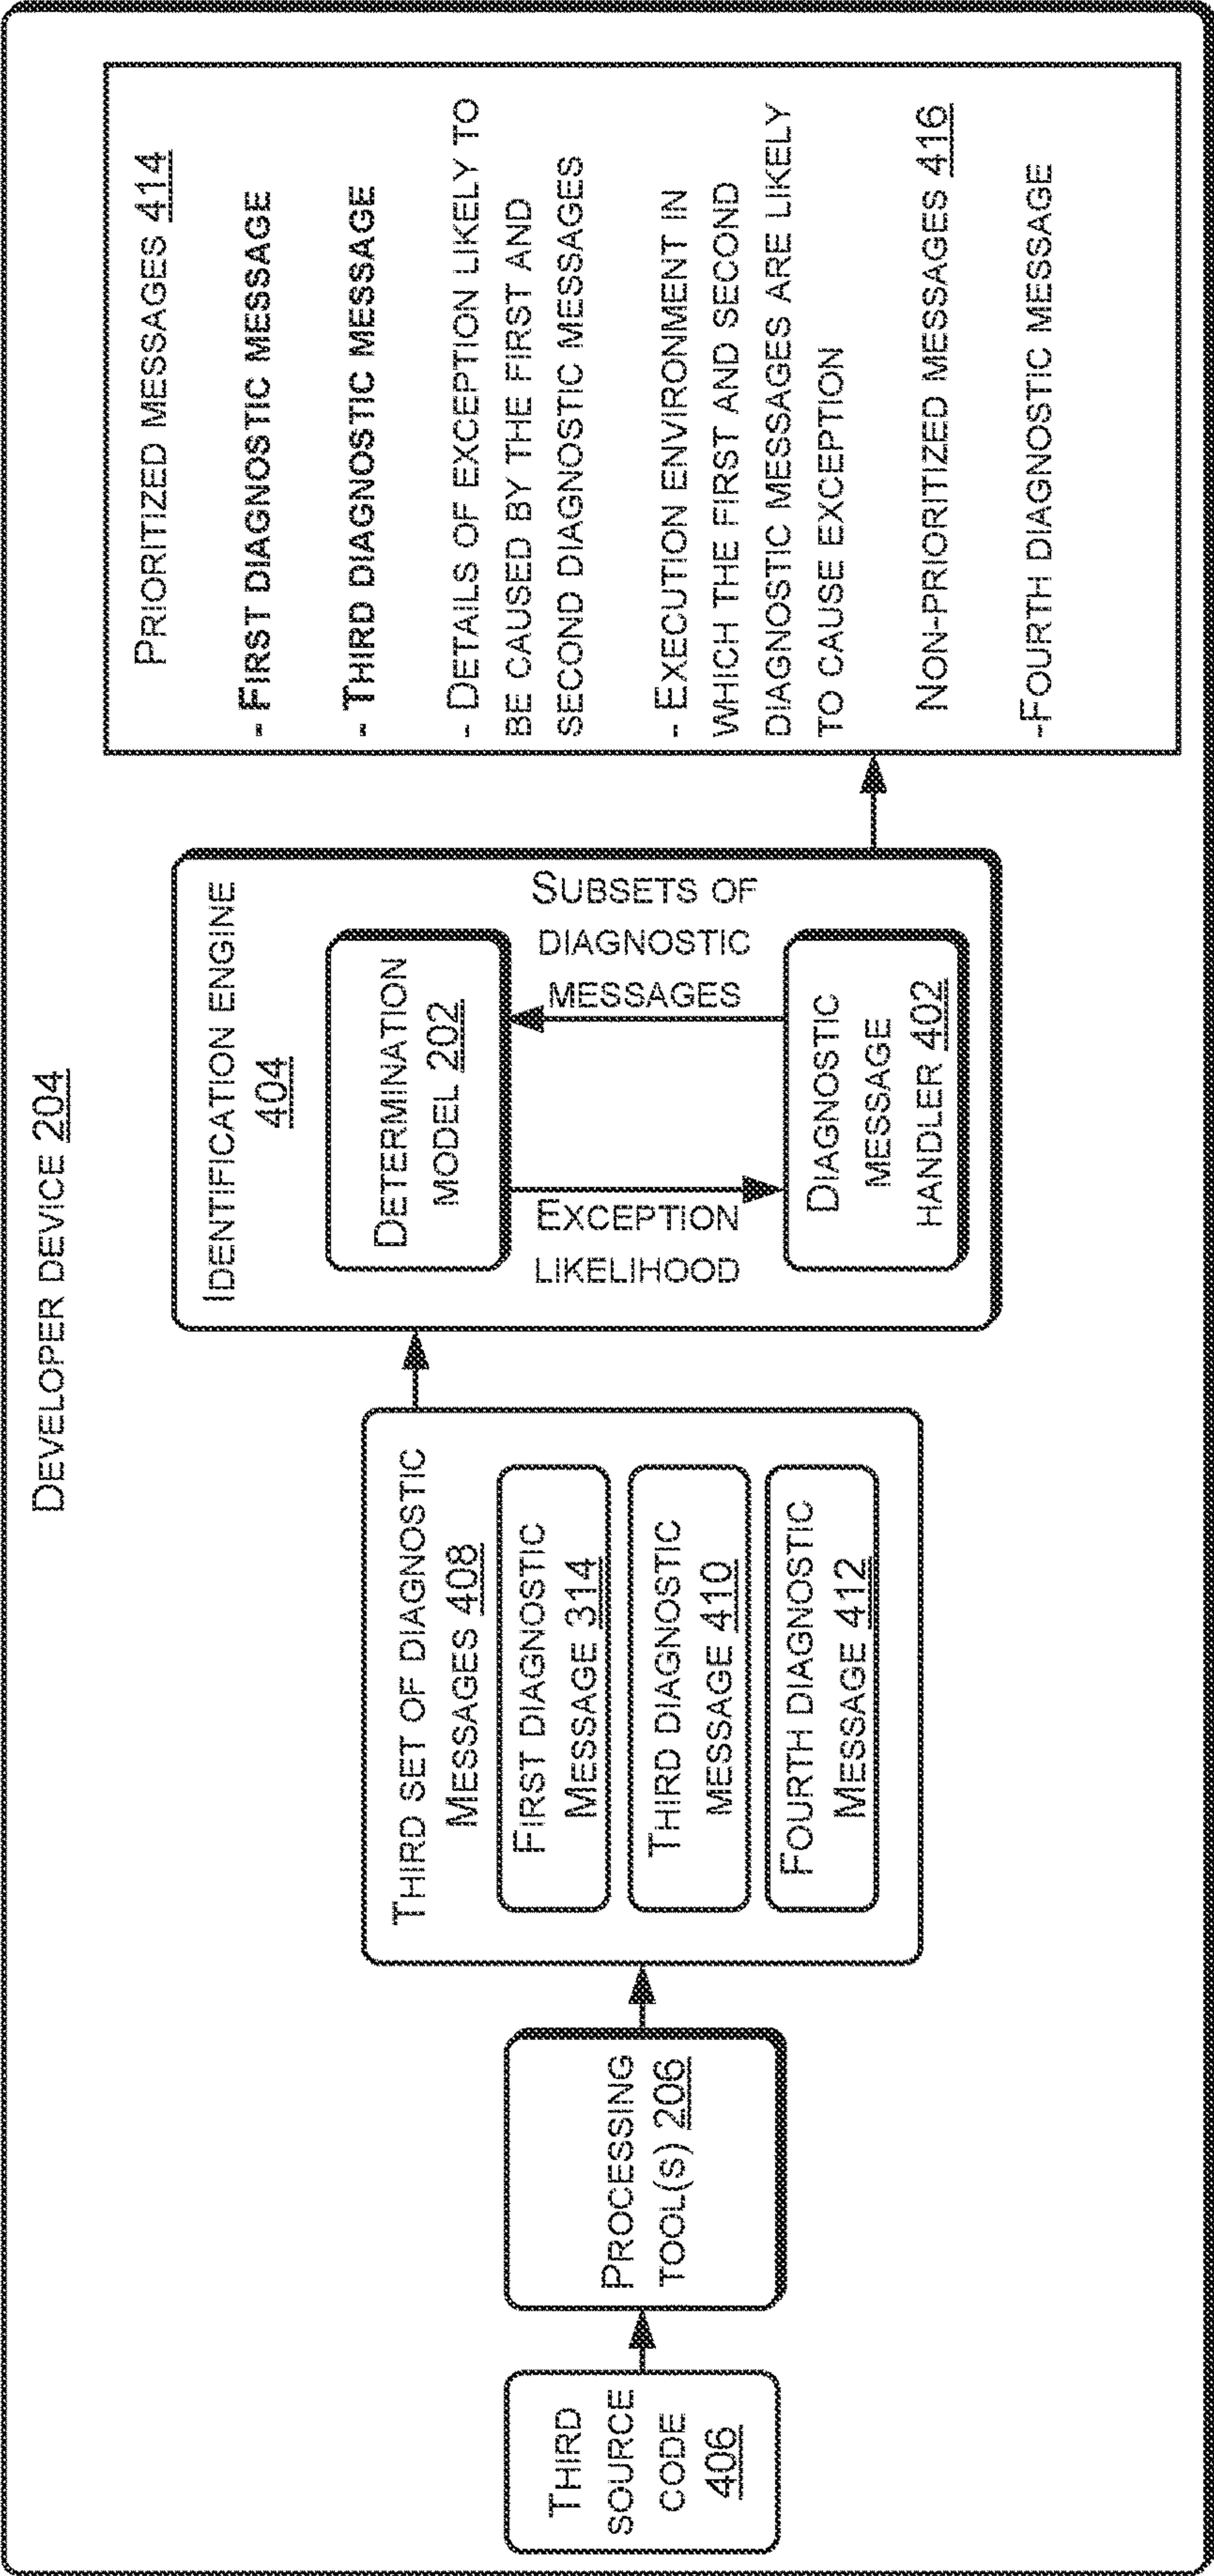 DEVELOPER DEVICE 204
THIRD
SOURCE
CODE
406
PROCESSING
TOOL(S) 206
THIRD SET OF DIAGNOSTIC
MESSAGES 408
FIRST DIAGNOSTIC
MESSAGE 314
THIRD DIAGNOSTIC
MESSAGE 410
FOURTH DIAGNOSTIC
MESSAGE 412
IDENTIFICATION ENGINE
404
DETERMINATION
MODEL 202
EXCEPTION
LIKELIHOOD
SUBSETS OF
DIAGNOSTIC
MESSAGES
DIAGNOSTIC
MESSAGE
HANDLER 402
PRIORITIZED MESSAGES 414
- FIRST DIAGNOSTIC MESSAGE
- THIRD DIAGNOSTIC MESSAGE
- DETAILS OF EXCEPTION LIKELY TO
BE CAUSED BY THE FIRST AND
SECOND DIAGNOSTIC MESSAGES
- EXECUTION ENVIRONMENT IN
WHICH THE FIRST AND SECOND
DIAGNOSTIC MESSAGES ARE LIKELY
TO CAUSE EXCEPTION
NON-PRIORITIZED MESSAGES 416
-FOURTH DIAGNOSTIC MESSAGE